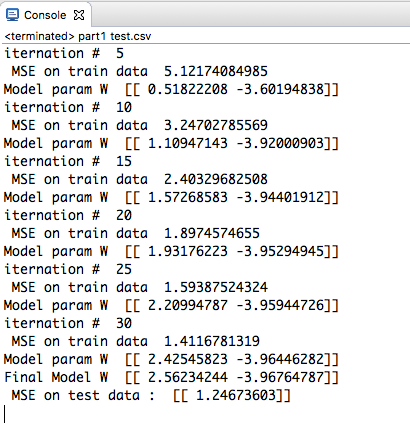 Console
<terminated> part1 test.csv
iternation # 5
MSE on train data 5.12174084985
Model param W [[ 0.51822208 -3.60194838]]
iternation # 10
MSE on train data 3.24702785569
Model param W [[ 1.10947143 -3.92000903]]
iternation # 15
MSE on train data 2.40329682508
Model param W [[ 1.57268583 -3.94401912]]
iternation # 20
MSE on train data 1.8974574655
Model param W [[ 1.93176223 -3.95294945]]
iternation # 25
MSE on train data 1.59387524324
Model param W [[ 2.20994787 -3.95944726]]
iternation # 30
MSE on train data 1.4116781319
Model param W [[ 2.42545823 -3.96446282]]
Final Model W [[ 2.56234244 -3.96764787]]
MSE on test data : [[ 1.24673603]]